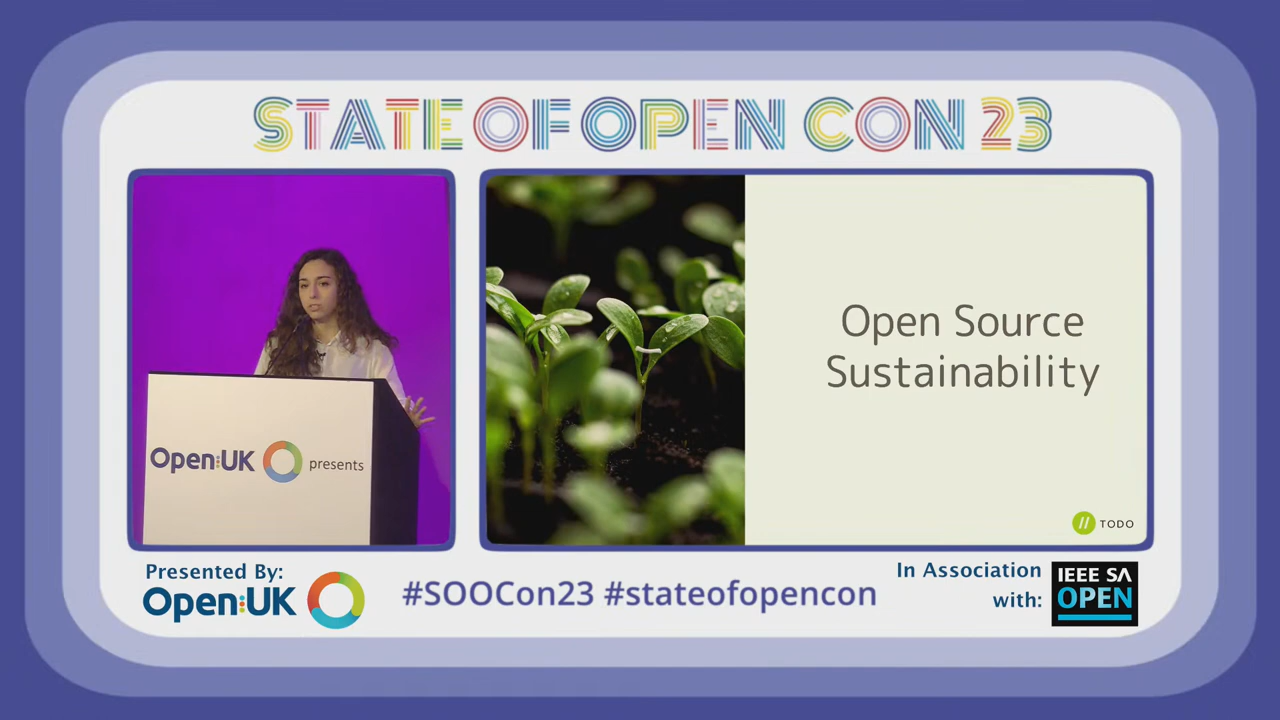 STATE OF OPEN CON 23
Open:UK presents
Open Source
Sustainability
// TODO
Presented By:
Open:UK
#SOOCon23 #stateofopencon
In Association
with:
IEEE SA
OPEN